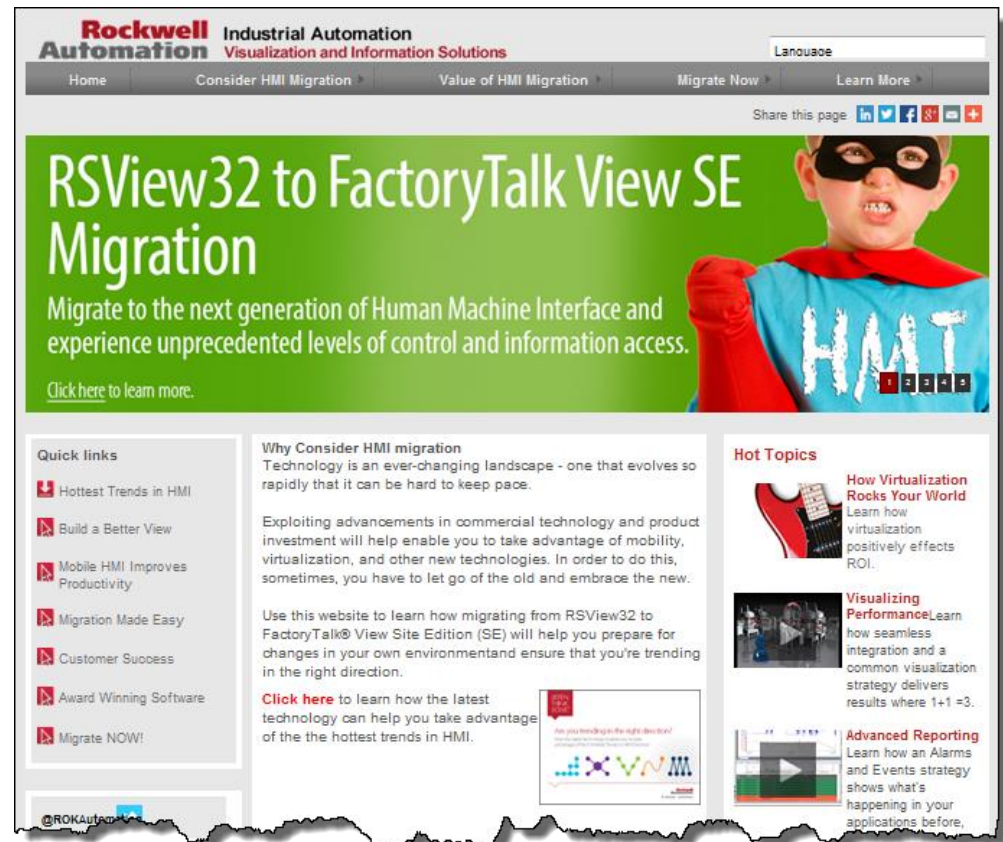 Rockwell Automation
Industrial Automation
Visualization and Information Solutions
Language
Home
Consider HMI Migration
Value of HMI Migration
Migrate Now
Learn More
Share this page
RSView32 to FactoryTalk View SE
Migration
Migrate to the next generation of Human Machine Interface and
experience unprecedented levels of control and information access.
Click here to learn more.
HMI
1 2 3 4 5
Quick links
Hottest Trends in HMI
Build a Better View
Mobile HMI Improves
Productivity
Migration Made Easy
Customer Success
Award Winning Software
Migrate NOW!
@ROKAutomation
Why Consider HMI migration
Technology is an ever-changing landscape - one that evolves so
rapidly that it can be hard to keep pace.
Exploiting advancements in commercial technology and product
investment will help enable you to take advantage of mobility,
virtualization, and other new technologies. In order to do this,
sometimes, you have to let go of the old and embrace the new.
Use this website to learn how migrating from RSView32 to
FactoryTalk® View Site Edition (SE) will help you prepare for
changes in your own environmentand ensure that you're trending
in the right direction.
Click here to learn how the latest
technology can help you take advantage
of the the hottest trends in HMI.
LISTEN.
THINK.
SOLVE.
Are you trending in the right direction?
Rockwell
Automation
Hot Topics
How Virtualization
Rocks Your World
Learn how
virtualization
positively effects
ROI.
Visualizing
PerformanceLearn
how seamless
integration and a
common visualization
strategy delivers
results where 1+1 =3.
Advanced Reporting
Learn how an Alarms
and Events strategy
shows what's
happening in your
applications before,